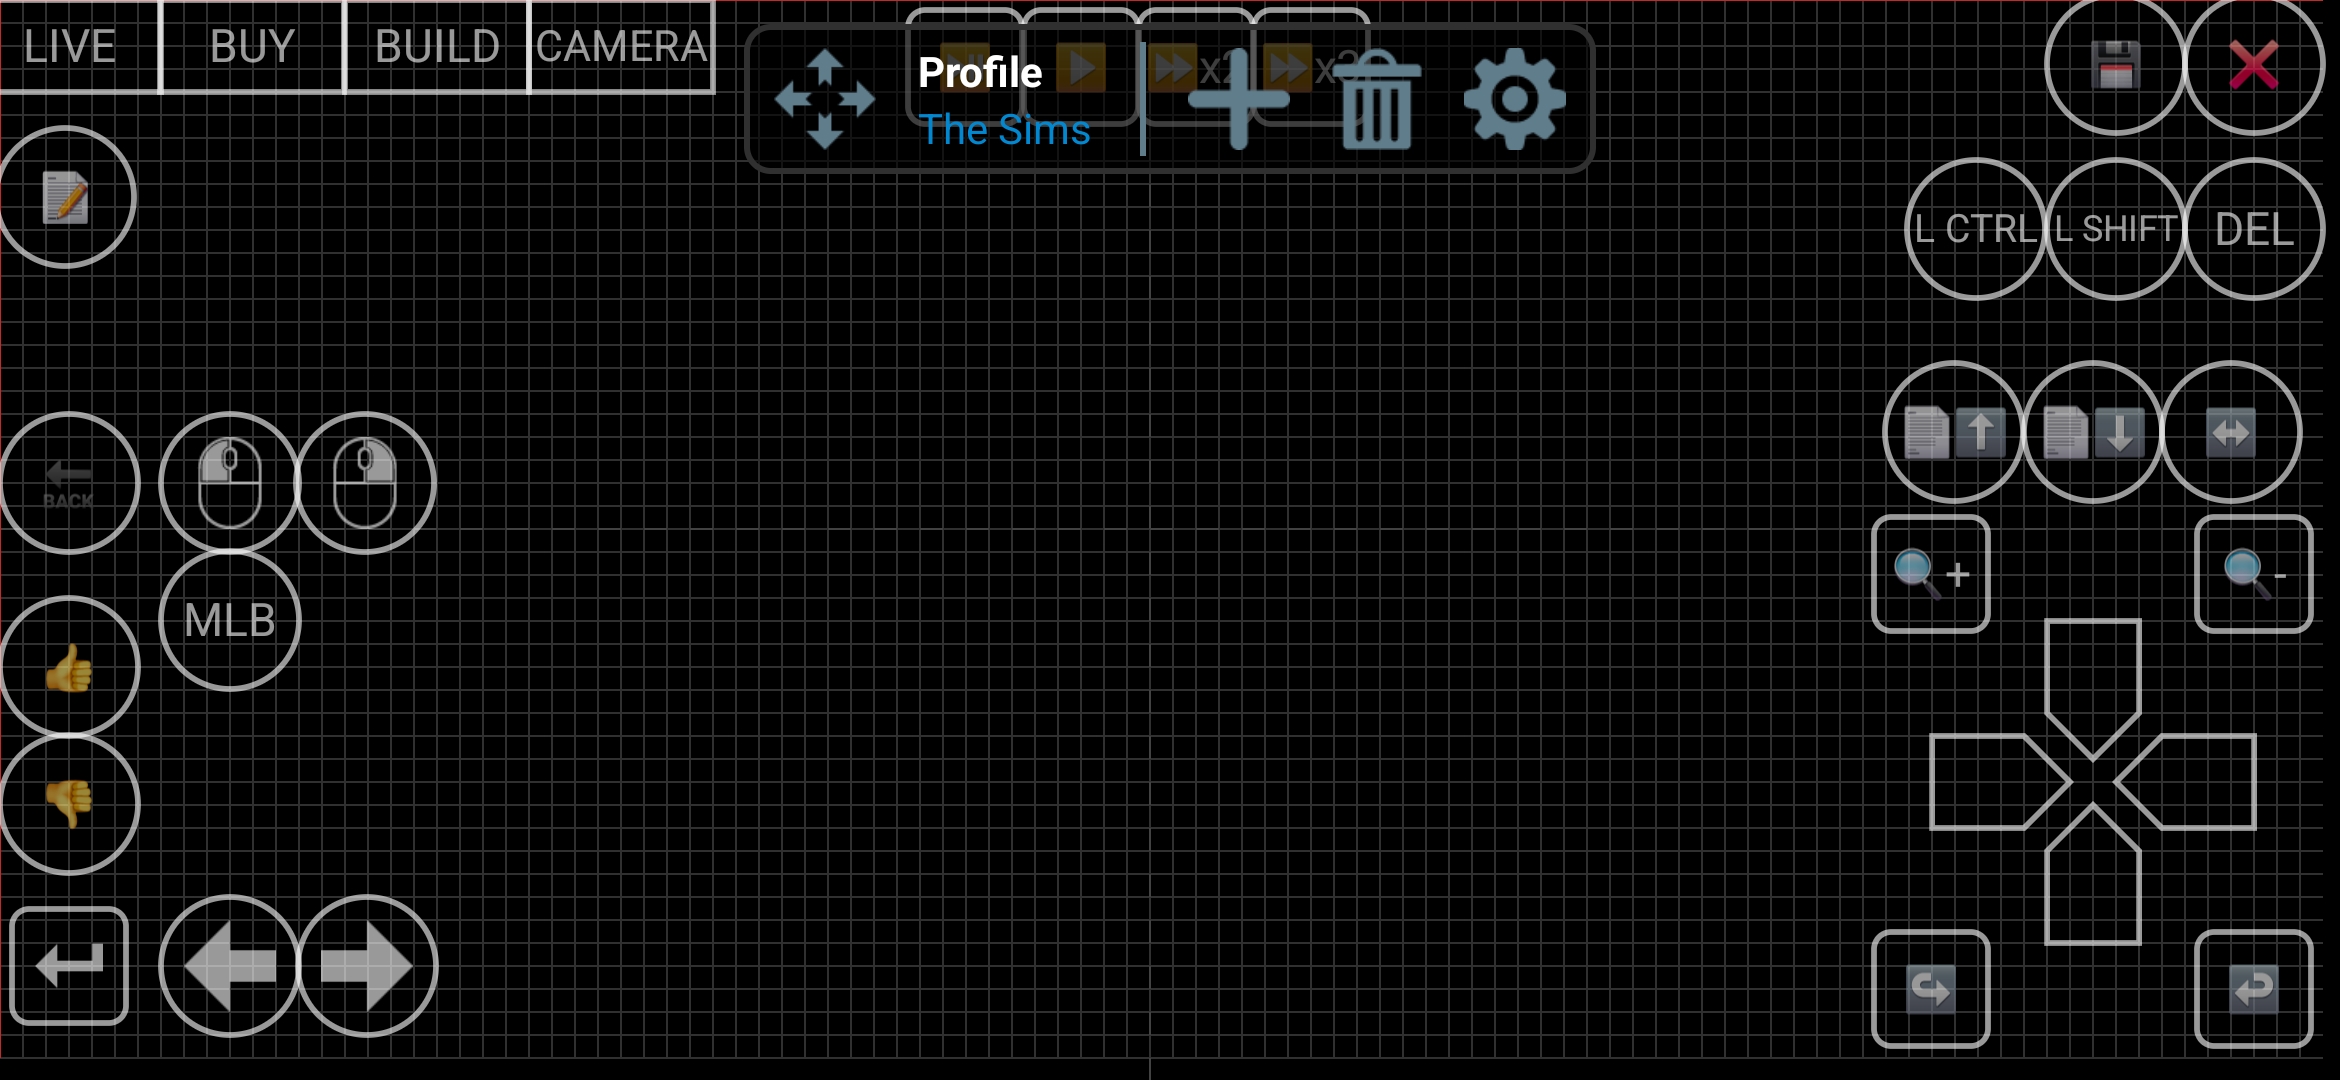 LIVE BUY BUILD CAMERA
x2 x3
Profile
The Sims
L CTRL L SHIFT DEL
BACK
+ -
MLB